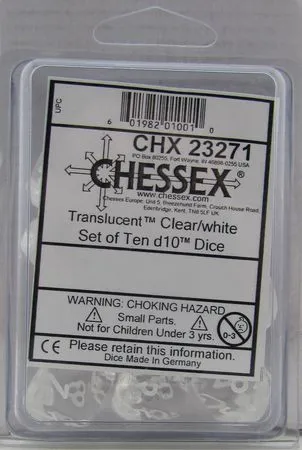 UPC
6 01982 01001 0
CHX 23271
PO Box 80255, Fort Wayne, IN 46898-0255 USA
CHESSEX®
www.chessex.com
Chessex Europe, Unit 5, Breezehurst Farm, Crouch House Road
Edenbridge, Kent, TN8 5LF UK
Translucent™ Clear/white
Set of Ten d10™ Dice
WARNING: CHOKING HAZARD
Small Parts.
Not for Children Under 3 yrs.
0-3
CE Please retain this information.
Dice Made In Germany